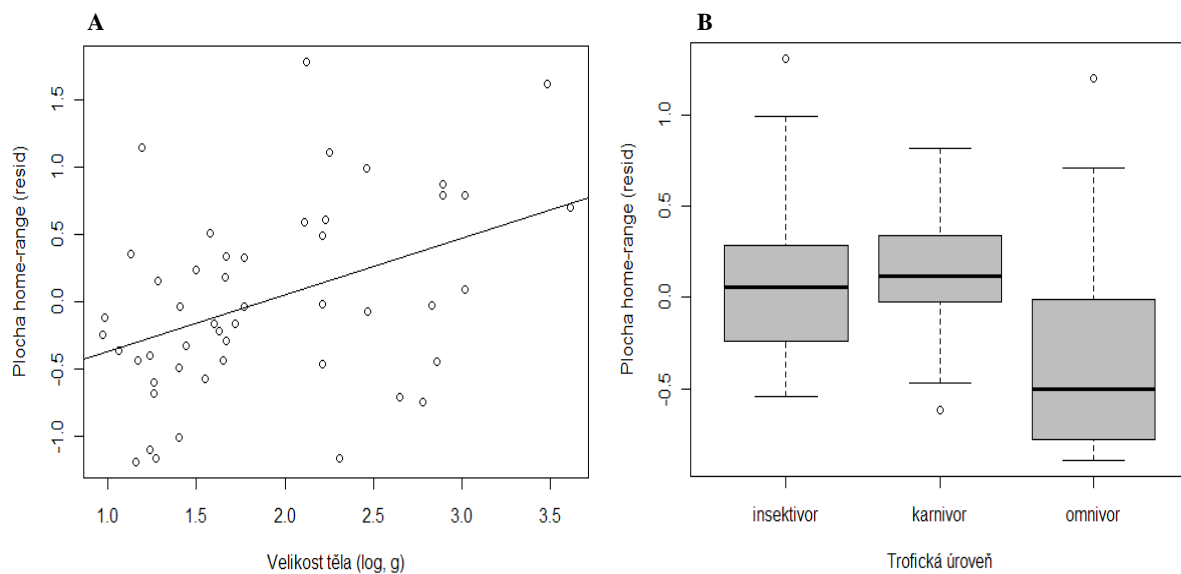 A
Plocha home-range (resid)
1.5
1.0
0.5
0.0
-0.5
-1.0
1.0 1.5 2.0 2.5 3.0 3.5
Velikost těla (log, g)
B
Plocha home-range (resid)
1.0
0.5
0.0
-0.5
insektivor karnivor omnivor
Trofická úroveň